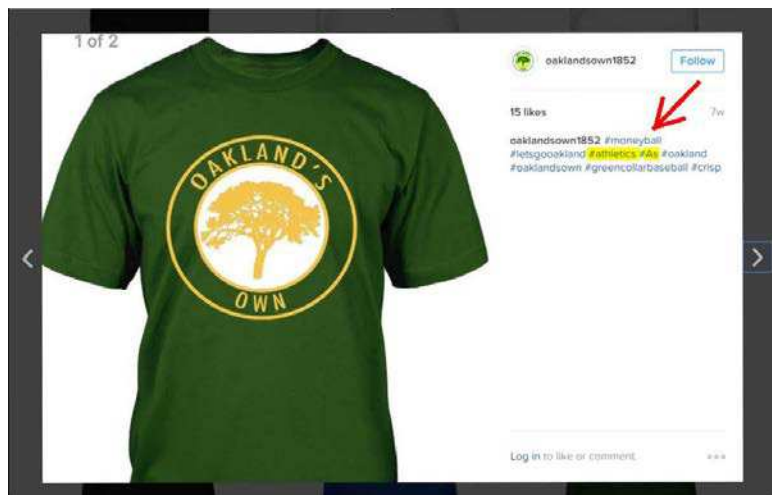 1 of 2
OAKLAND'S
OWN
oaklandsown1852 Follow
15 likes 7w
oaklandsown1852 #moneyball
#letsgooakland #athletics #As #oakland
#oaklandsown #greencollarbaseball #crisp
Log in to like or comment.